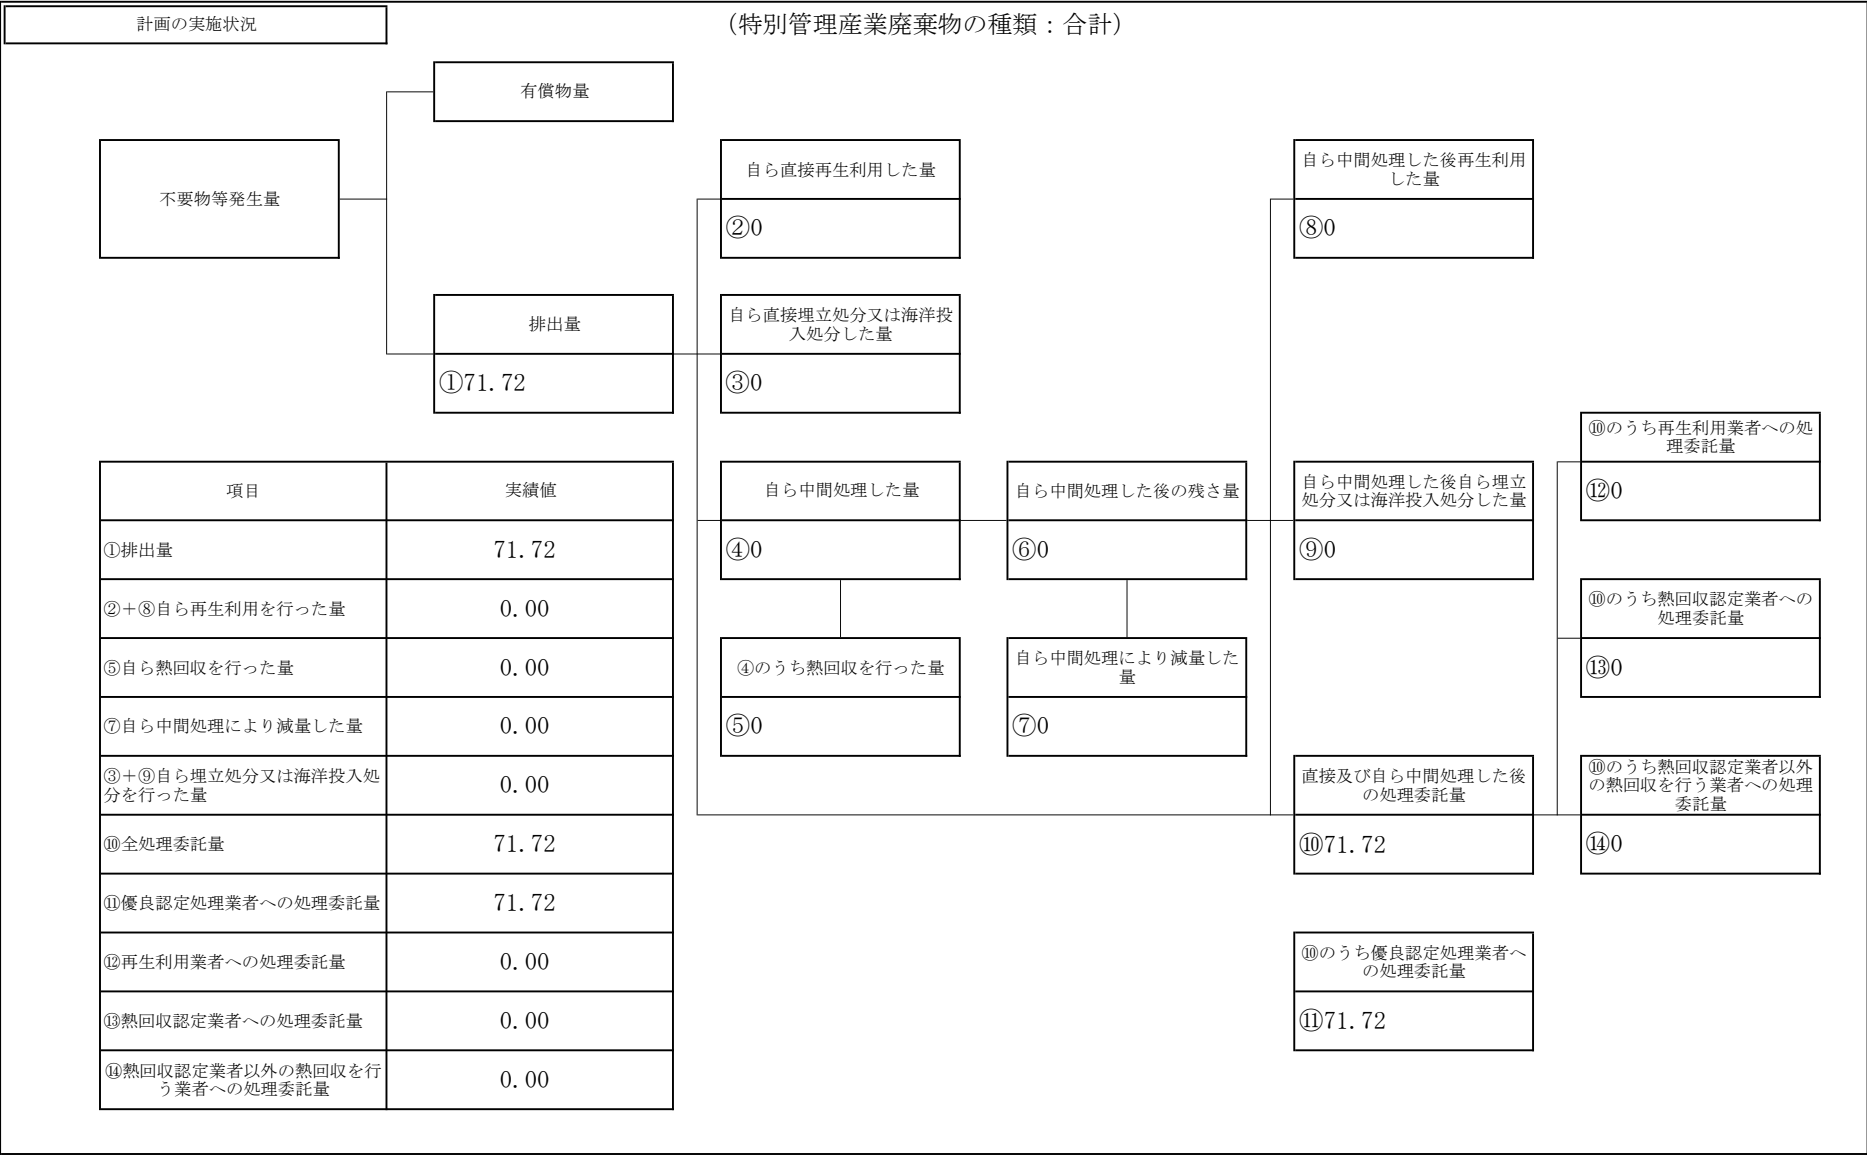 計画の実施状況
（特別管理産業廃棄物の種類：合計）
有償物量
不要物等発生量
自ら直接再生利用した量
②0
自ら中間処理した後再生利用
した量
⑧0
排出量
①71.72
自ら直接埋立処分又は海洋投
入処分した量
③0
⑩のうち再生利用業者への処
理委託量
⑫0
自ら中間処理した量
④0
自ら中間処理した後の残さ量
⑥0
自ら中間処理した後自ら埋立
処分又は海洋投入処分した量
⑨0
⑩のうち熱回収認定業者への
処理委託量
⑬0
④のうち熱回収を行った量
⑤0
自ら中間処理により減量した
量
⑦0
直接及び自ら中間処理した後
の処理委託量
⑩71.72
⑩のうち熱回収認定業者以外
の熱回収を行う業者への処理
委託量
⑭0
⑩のうち優良認定処理業者へ
の処理委託量
⑪71.72
項目 実績値
①排出量 71.72
②＋⑧自ら再生利用を行った量 0.00
⑤自ら熱回収を行った量 0.00
⑦自ら中間処理により減量した量 0.00
③＋⑨自ら埋立処分又は海洋投入処
分を行った量 0.00
⑩全処理委託量 71.72
⑪優良認定処理業者への処理委託量 71.72
⑫再生利用業者への処理委託量 0.00
⑬熱回収認定業者への処理委託量 0.00
⑭熱回収認定業者以外の熱回収を行
う業者への処理委託量 0.00